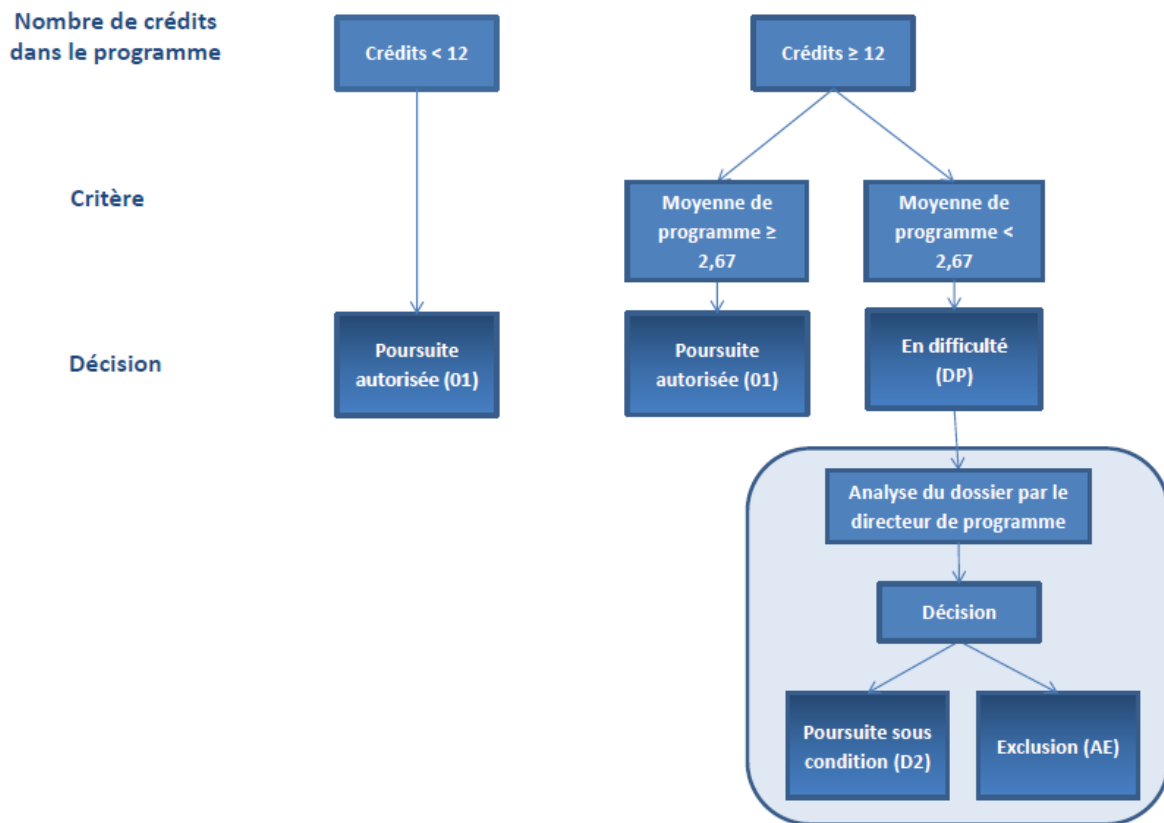 Nombre de crédits
dans le programme
Crédits < 12
Crédits ≥ 12
Critère
Moyenne de
programme ≥
2,67
Moyenne de
programme <
2,67
Décision
Poursuite
autorisée (01)
Poursuite
autorisée (01)
En difficulté
(DP)
Analyse du dossier par le
directeur de programme
Décision
Poursuite sous
condition (D2)
Exclusion (AE)